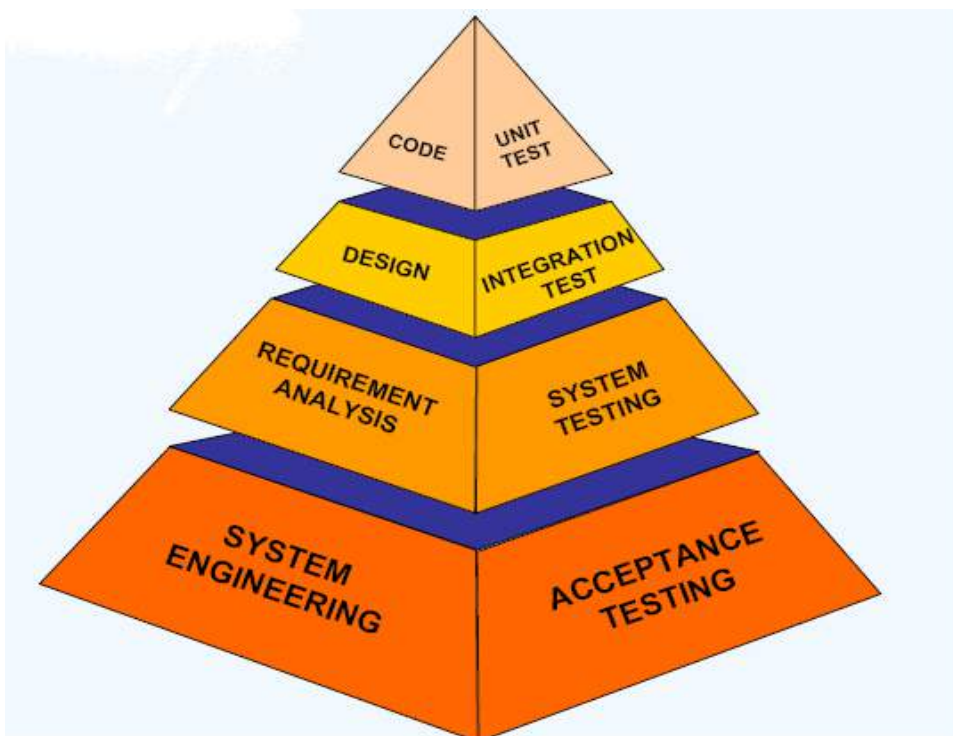 CODE
UNIT
TEST
DESIGN
INTEGRATION
TEST
REQUIREMENT
ANALYSIS
SYSTEM
TESTING
SYSTEM
ENGINEERING
ACCEPTANCE
TESTING